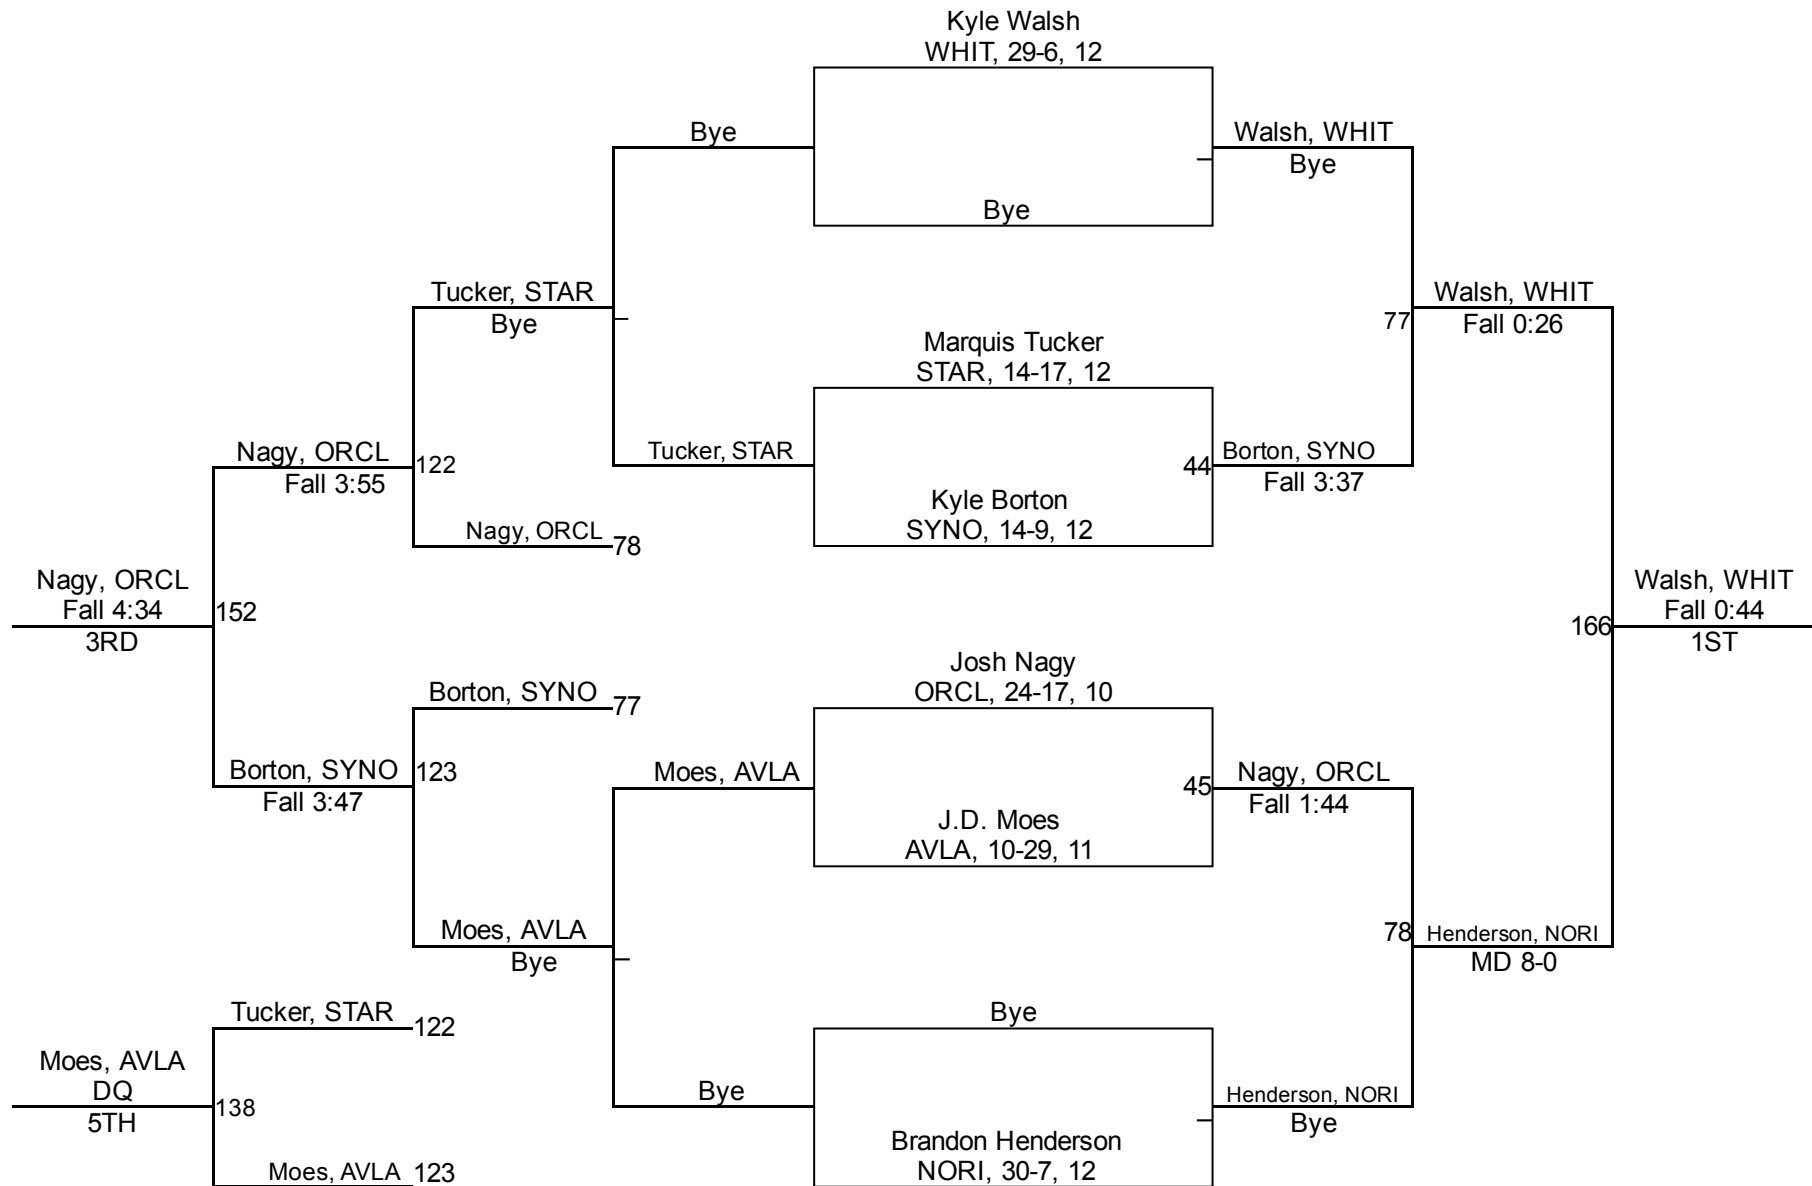 Kyle Walsh
WHIT, 29-6, 12
Bye
Walsh, WHIT
Bye
Bye
Tucker, STAR
Bye
Walsh, WHIT
77
Fall 0:26
Marquis Tucker
STAR, 14-17, 12
Nagy, ORCL
122
Fall 3:55
Tucker, STAR
44
Borton, SYNO
Fall 3:37
Kyle Borton
SYNO, 14-9, 12
Nagy, ORCL
78
Nagy, ORCL
Fall 4:34
152
3RD
Walsh, WHIT
Fall 0:44
166
1ST
Josh Nagy
ORCL, 24-17, 10
Borton, SYNO
77
Borton, SYNO
123
Fall 3:47
Moes, AVLA
45
Nagy, ORCL
Fall 1:44
J.D. Moes
AVLA, 10-29, 11
Moes, AVLA
Bye
78
Henderson, NORI
MD 8-0
Tucker, STAR
122
Bye
Moes, AVLA
DQ
138
5TH
Bye
Henderson, NORI
Bye
Brandon Henderson
NORI, 30-7, 12
Moes, AVLA
123